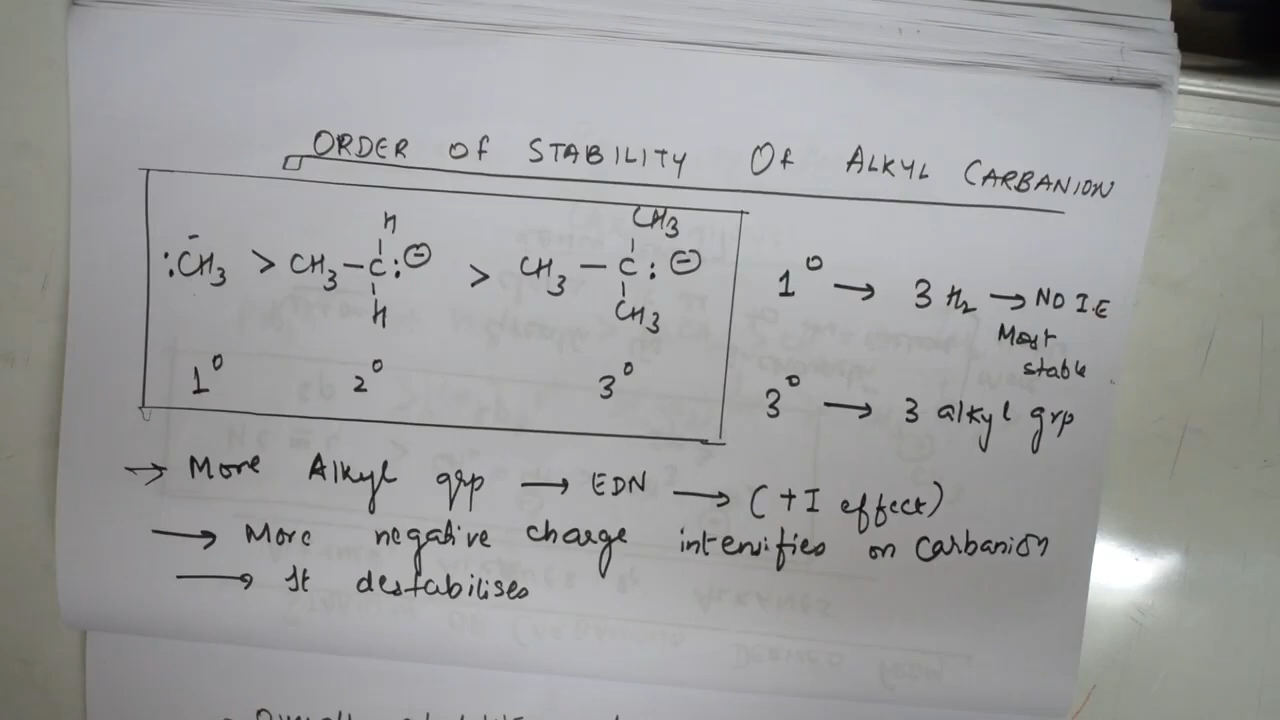 ORDER Of STABILITY Of ALKYL CARBANION
H CH3
:C̄H3 > CH3 – C: ⊖ > CH3 – C: ⊖
H CH3
1° 2° 3°
1° → 3 H2 → NO I.E
Most
stable
3° → 3 alkyl grp
→ More Alkyl grp → EDN → (+I effect)
→ More negative charge intensifies on carbanion
→ It destabilises